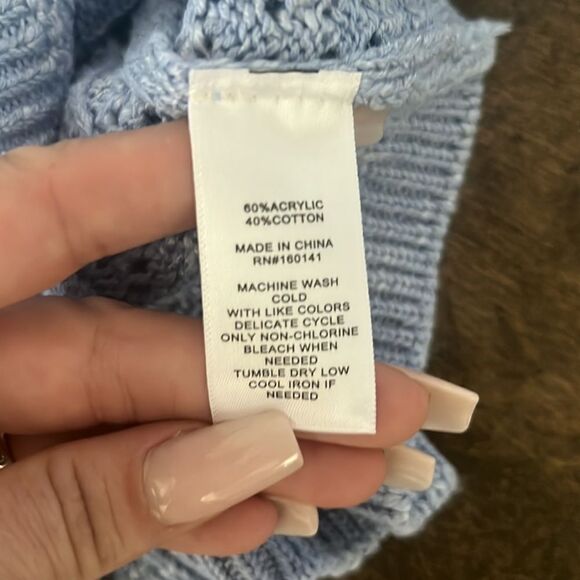 60%ACRYLIC
40%COTTON
MADE IN CHINA
RN#160141
MACHINE WASH
COLD
WITH LIKE COLORS
DELICATE CYCLE
ONLY NON-CHLORINE
BLEACH WHEN
NEEDED
TUMBLE DRY LOW
COOL IRON IF
NEEDED